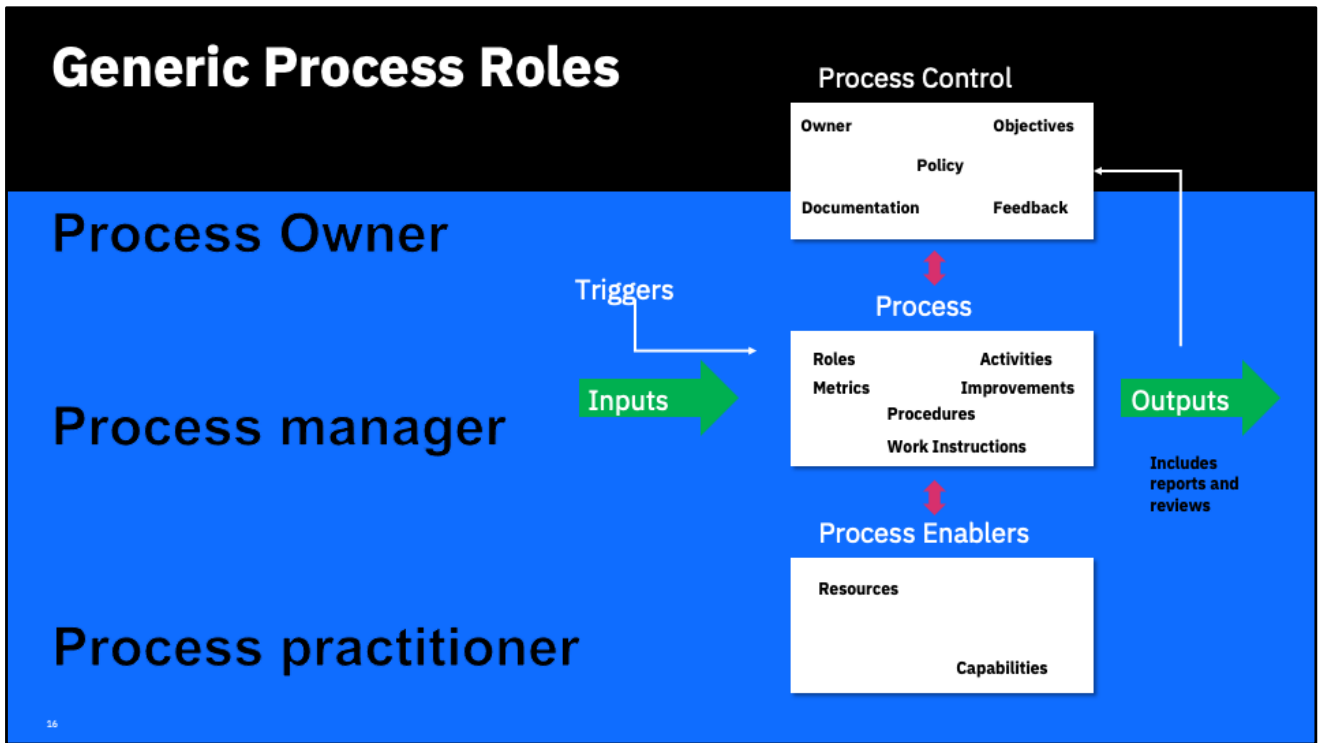 Generic Process Roles
Process Owner
Process manager
Process practitioner
Process Control
Owner Objectives
Policy
Documentation Feedback
Triggers
Process
Roles Activities
Metrics Improvements
Procedures
Work Instructions
Inputs
Outputs
Includes
reports and
reviews
Process Enablers
Resources
Capabilities
16